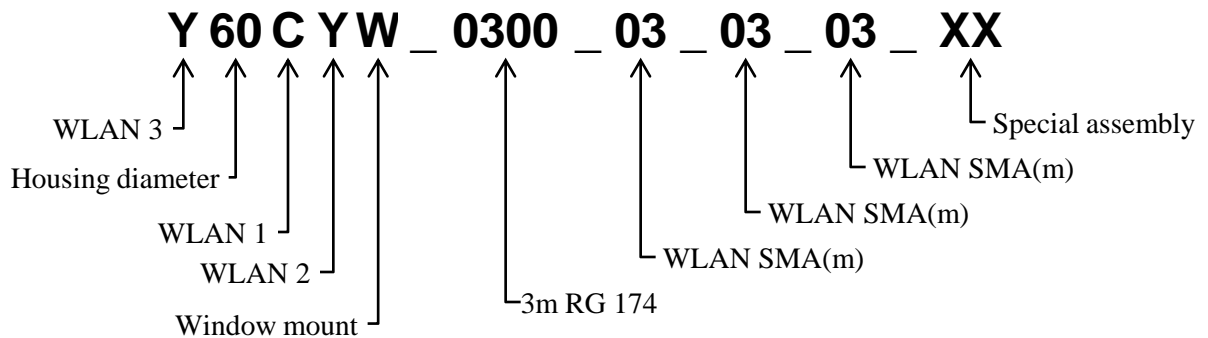 Y 60 C Y W _ 0300 _ 03 _ 03 _ 03 _ XX
WLAN 3
Special assembly
Housing diameter
WLAN SMA(m)
WLAN SMA(m)
WLAN 1
WLAN SMA(m)
WLAN 2
3m RG 174
Window mount